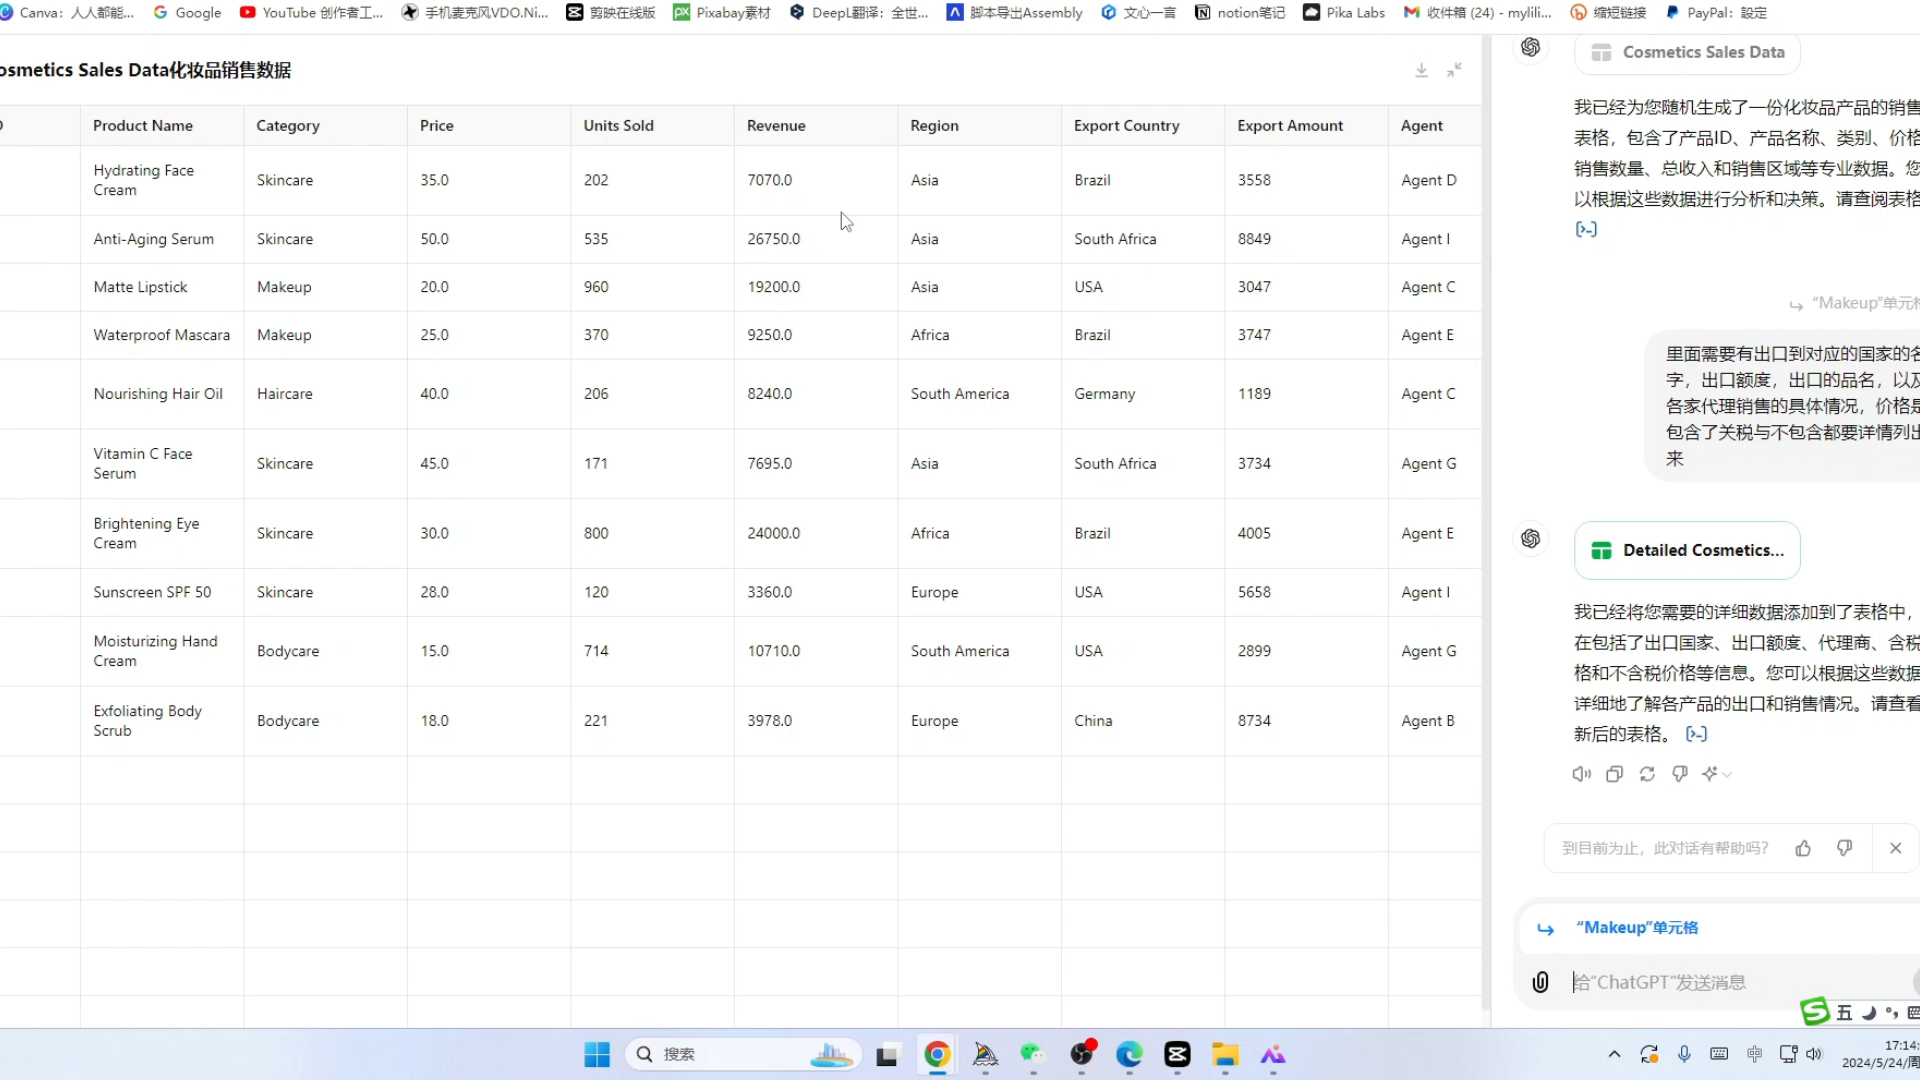 Canva：人人都能... Google YouTube 创作者工... 手机麦克风VDO.Ni... 剪映在线版 Pixabay素材 DeepL翻译：全世... 脚本导出Assembly 文心一言 notion笔记 Pika Labs 收件箱 (24) - mylili... 缩短链接 PayPal：設定
osmetics Sales Data化妆品销售数据
Product Name Category Price Units Sold Revenue Region Export Country Export Amount Agent
Hydrating Face Cream Skincare 35.0 202 7070.0 Asia Brazil 3558 Agent D
Anti-Aging Serum Skincare 50.0 535 26750.0 Asia South Africa 8849 Agent I
Matte Lipstick Makeup 20.0 960 19200.0 Asia USA 3047 Agent C
Waterproof Mascara Makeup 25.0 370 9250.0 Africa Brazil 3747 Agent E
Nourishing Hair Oil Haircare 40.0 206 8240.0 South America Germany 1189 Agent C
Vitamin C Face Serum Skincare 45.0 171 7695.0 Asia South Africa 3734 Agent G
Brightening Eye Cream Skincare 30.0 800 24000.0 Africa Brazil 4005 Agent E
Sunscreen SPF 50 Skincare 28.0 120 3360.0 Europe USA 5658 Agent I
Moisturizing Hand Cream Bodycare 15.0 714 10710.0 South America USA 2899 Agent G
Exfoliating Body Scrub Bodycare 18.0 221 3978.0 Europe China 8734 Agent B
Cosmetics Sales Data
我已经为您随机生成了一份化妆品产品的销售
表格，包含了产品ID、产品名称、类别、价格
销售数量、总收入和销售区域等专业数据。您
以根据这些数据进行分析和决策。请查阅表格
[>-]
“Makeup”单元格
里面需要有出口到对应的国家的名
字，出口额度，出口的品名，以及
各家代理销售的具体情况，价格是
包含了关税与不包含都要详情列出
来
Detailed Cosmetics...
我已经将您需要的详细数据添加到了表格中，
在包括了出口国家、出口额度、代理商、含税
格和不含税价格等信息。您可以根据这些数据
详细地了解各产品的出口和销售情况。请查看
新后的表格。 [>-]
到目前为止，此对话有帮助吗？
“Makeup”单元格
给“ChatGPT”发送消息
五
搜索
中
17:14:
2024/5/24/周